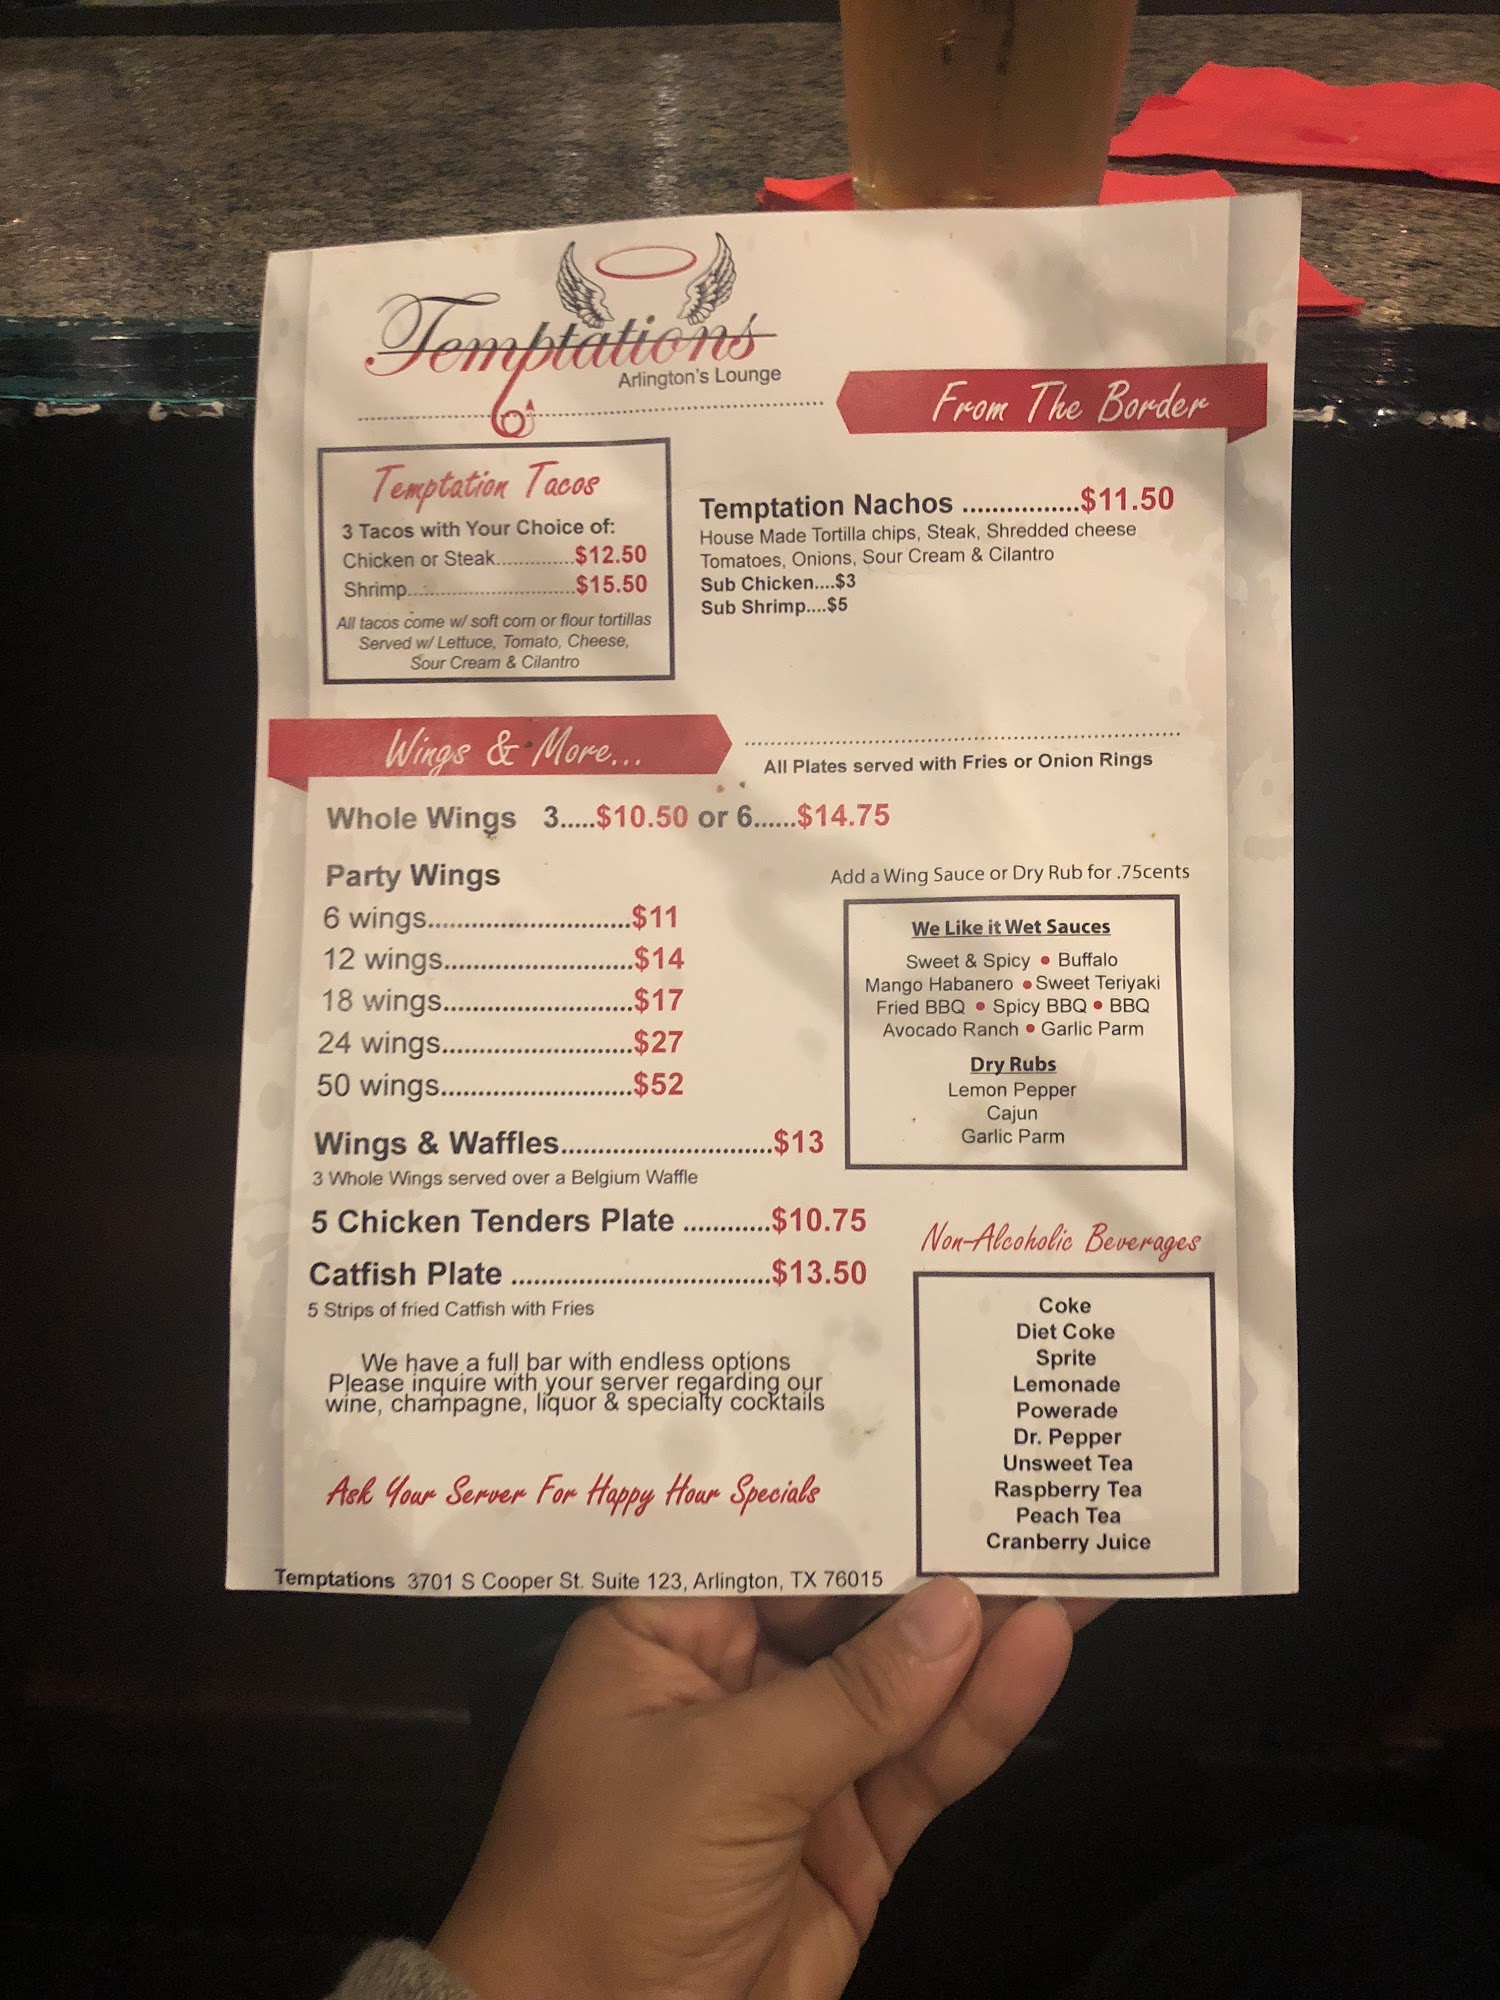 Temptations
Arlington's Lounge
From The Border
Temptation Tacos
3 Tacos with Your Choice of:
Chicken or Steak..............$12.50
Shrimp..............................$15.50
All tacos come w/ soft corn or flour tortillas
Served w/ Lettuce, Tomato, Cheese,
Sour Cream & Cilantro
Temptation Nachos .................$11.50
House Made Tortilla chips, Steak, Shredded cheese
Tomatoes, Onions, Sour Cream & Cilantro
Sub Chicken....$3
Sub Shrimp....$5
Wings & More...
All Plates served with Fries or Onion Rings
Whole Wings 3.....$10.50 or 6......$14.75
Party Wings
6 wings...........................$11
12 wings.........................$14
18 wings.........................$17
24 wings.........................$27
50 wings.........................$52
Add a Wing Sauce or Dry Rub for .75cents
We Like it Wet Sauces
Sweet & Spicy • Buffalo
Mango Habanero • Sweet Teriyaki
Fried BBQ • Spicy BBQ • BBQ
Avocado Ranch • Garlic Parm
Dry Rubs
Lemon Pepper
Cajun
Garlic Parm
Wings & Waffles............................$13
3 Whole Wings served over a Belgium Waffle
5 Chicken Tenders Plate ............$10.75
Catfish Plate ...................................$13.50
5 Strips of fried Catfish with Fries
We have a full bar with endless options
Please inquire with your server regarding our
wine, champagne, liquor & specialty cocktails
Ask Your Server For Happy Hour Specials
Non-Alcoholic Beverages
Coke
Diet Coke
Sprite
Lemonade
Powerade
Dr. Pepper
Unsweet Tea
Raspberry Tea
Peach Tea
Cranberry Juice
Temptations 3701 S Cooper St. Suite 123, Arlington, TX 76015